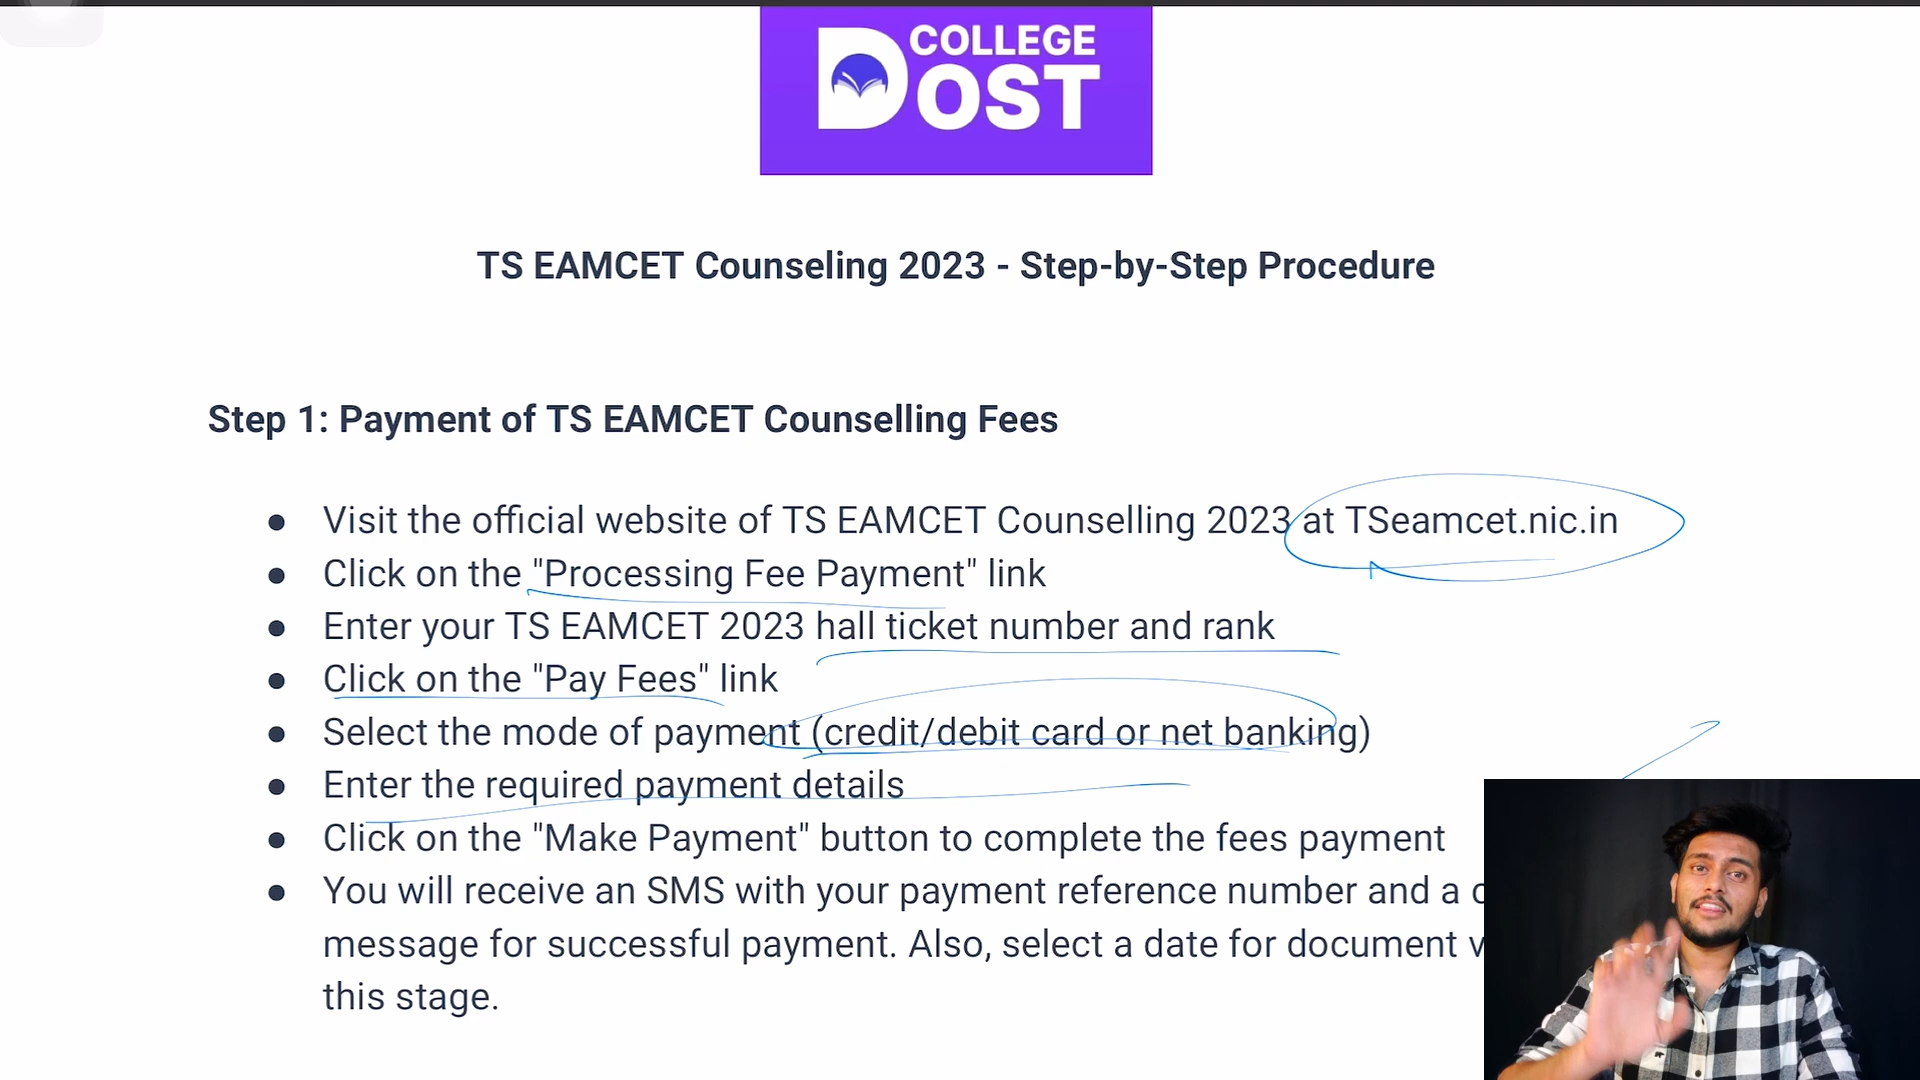 COLLEGE
DOST
TS EAMCET Counseling 2023 - Step-by-Step Procedure
Step 1: Payment of TS EAMCET Counselling Fees
● Visit the official website of TS EAMCET Counselling 2023 at TSeamcet.nic.in
● Click on the "Processing Fee Payment" link
● Enter your TS EAMCET 2023 hall ticket number and rank
● Click on the "Pay Fees" link
● Select the mode of payment (credit/debit card or net banking)
● Enter the required payment details
● Click on the "Make Payment" button to complete the fees payment
● You will receive an SMS with your payment reference number and a
message for successful payment. Also, select a date for document
this stage.